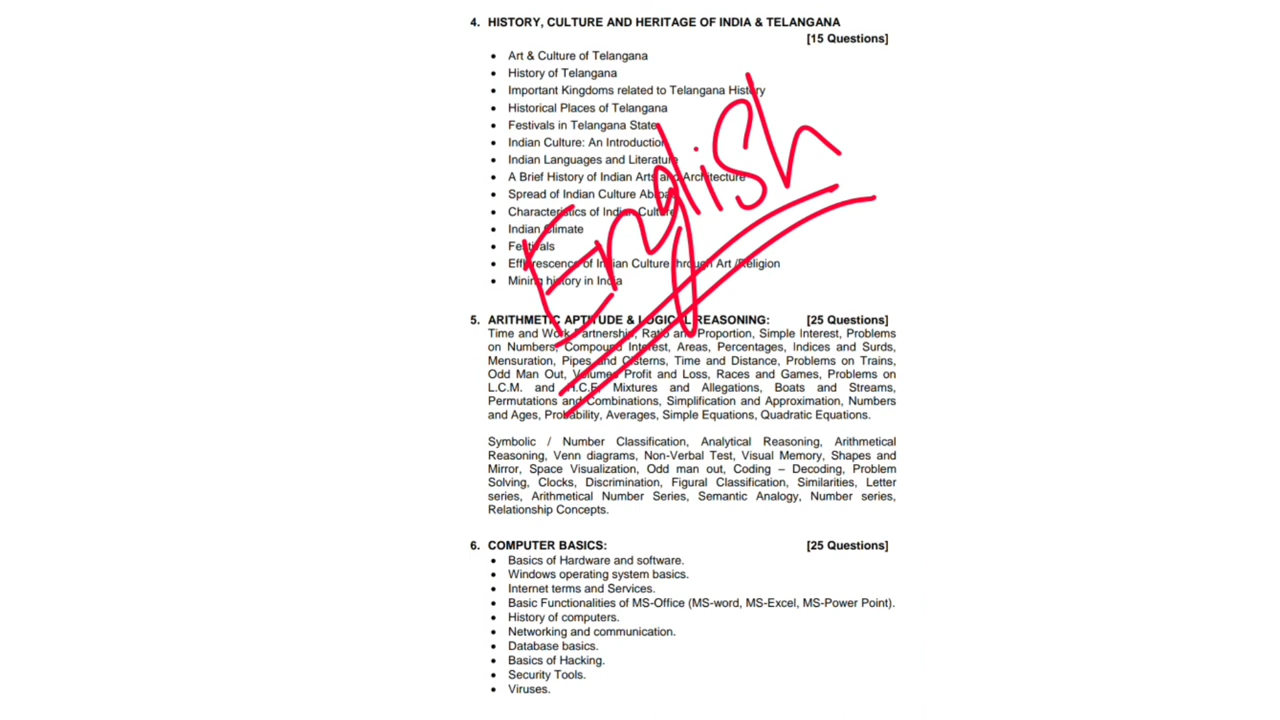 4. HISTORY, CULTURE AND HERITAGE OF INDIA & TELANGANA
[15 Questions]
• Art & Culture of Telangana
• History of Telangana
• Important Kingdoms related to Telangana History
• Historical Places of Telangana
• Festivals in Telangana State
• Indian Culture: An Introduction
• Indian Languages and Literature
• A Brief History of Indian Arts and Architecture
• Spread of Indian Culture Abroad
• Characteristics of Indian Culture
• Indian Climate
• Festivals
• Efflorescence of Indian Culture through Art /Religion
• Mining history in India
English
5. ARITHMETIC APTITUDE & LOGICAL REASONING: [25 Questions]
Time and Work Partnership, Ratio and Proportion, Simple Interest, Problems
on Numbers, Compound Interest, Areas, Percentages, Indices and Surds,
Mensuration, Pipes and Cisterns, Time and Distance, Problems on Trains,
Odd Man Out, Volumes Profit and Loss, Races and Games, Problems on
L.C.M. and H.C.F, Mixtures and Allegations, Boats and Streams,
Permutations and Combinations, Simplification and Approximation, Numbers
and Ages, Probability, Averages, Simple Equations, Quadratic Equations.
Symbolic / Number Classification, Analytical Reasoning, Arithmetical
Reasoning, Venn diagrams, Non-Verbal Test, Visual Memory, Shapes and
Mirror, Space Visualization, Odd man out, Coding – Decoding, Problem
Solving, Clocks, Discrimination, Figural Classification, Similarities, Letter
series, Arithmetical Number Series, Semantic Analogy, Number series,
Relationship Concepts.
6. COMPUTER BASICS: [25 Questions]
• Basics of Hardware and software.
• Windows operating system basics.
• Internet terms and Services.
• Basic Functionalities of MS-Office (MS-word, MS-Excel, MS-Power Point).
• History of computers.
• Networking and communication.
• Database basics.
• Basics of Hacking.
• Security Tools.
• Viruses.